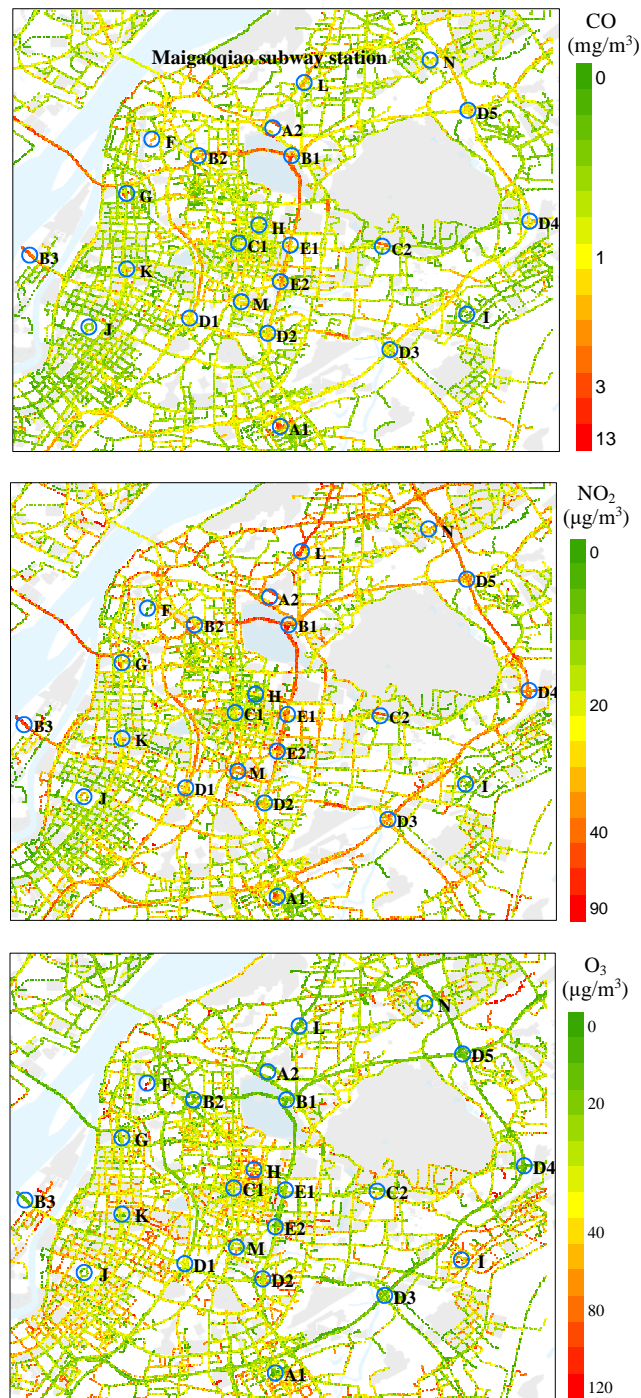 CO
(mg/m³)
Maigaoqiao subway station
N
L
0
D5
A2
F
B2
B1
G
H
D4
C1
E1
C2
B3
1
K
E2
M
I
D1
J
D2
D3
3
A1
13
NO₂
(μg/m³)
N
0
L
D5
A2
F
B2
B1
G
H
D4
C1
E1
C2
20
B3
K
E2
M
I
D1
J
D2
D3
40
A1
90
O₃
(μg/m³)
N
0
L
D5
A2
F
B2
B1
20
G
H
D4
C1
E1
C2
B3
K
E2
40
M
I
D1
J
D2
D3
80
A1
120